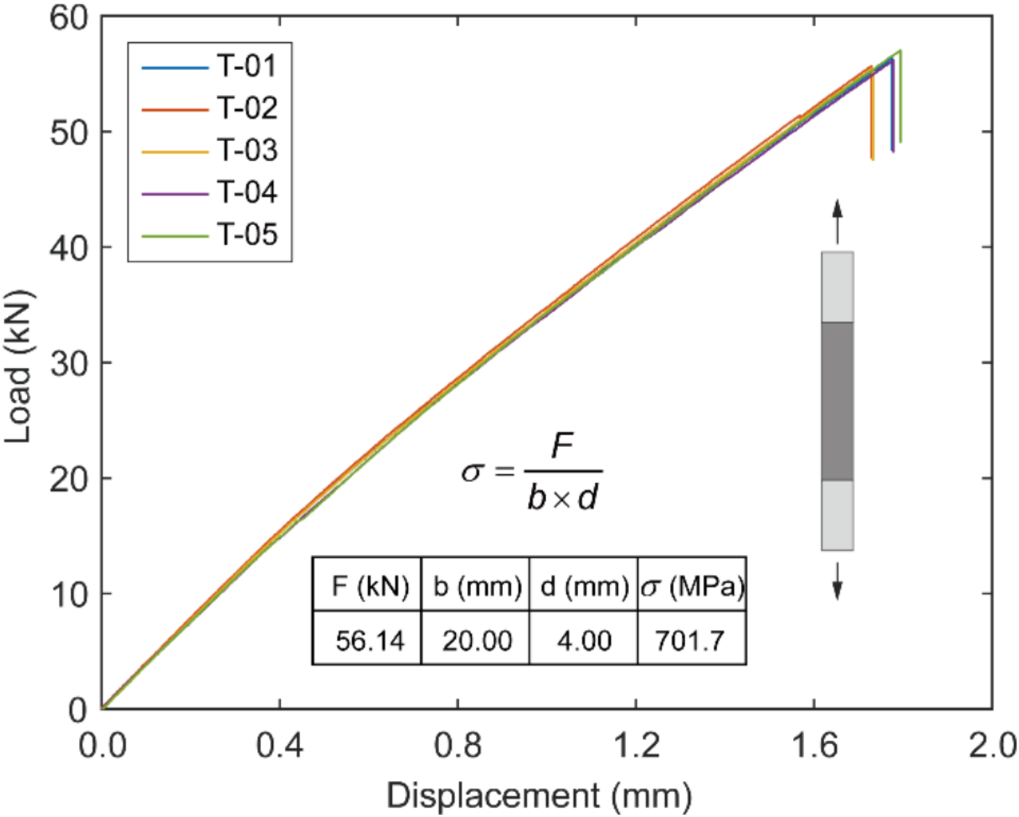 60
50
40
30
20
10
0
Load (kN)
T-01
T-02
T-03
T-04
T-05
σ = F / b × d
F (kN) b (mm) d (mm) σ (MPa)
56.14 20.00 4.00 701.7
0.0 0.4 0.8 1.2 1.6 2.0
Displacement (mm)